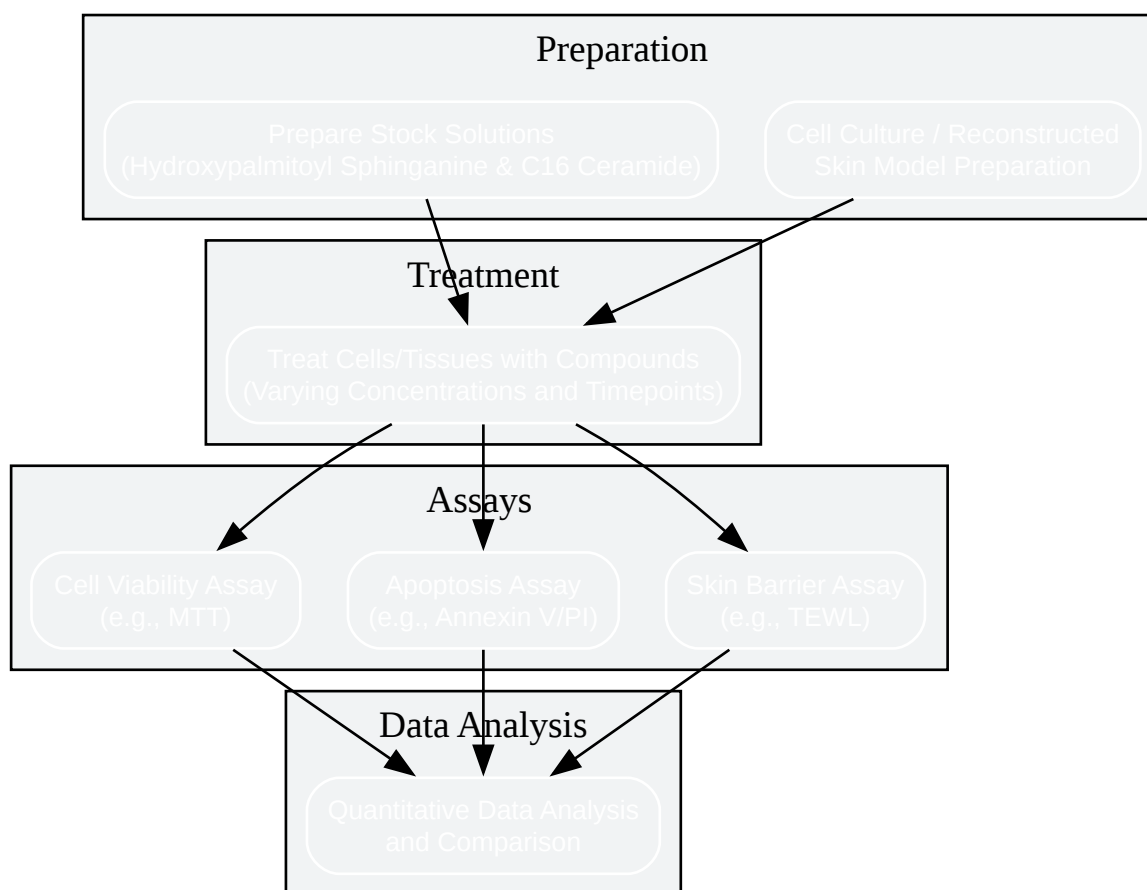 Preparation
Prepare Stock Solutions
(Hydroxypalmitoyl Sphinganine & C16 Ceramide)
Cell Culture / Reconstructed
Skin Model Preparation
Treatment
Treat Cells/Tissues with Compounds
(Varying Concentrations and Timepoints)
Assays
Cell Viability Assay
(e.g., MTT)
Apoptosis Assay
(e.g., Annexin V/PI)
Skin Barrier Assay
(e.g., TEWL)
Data Analysis
Quantitative Data Analysis
and Comparison